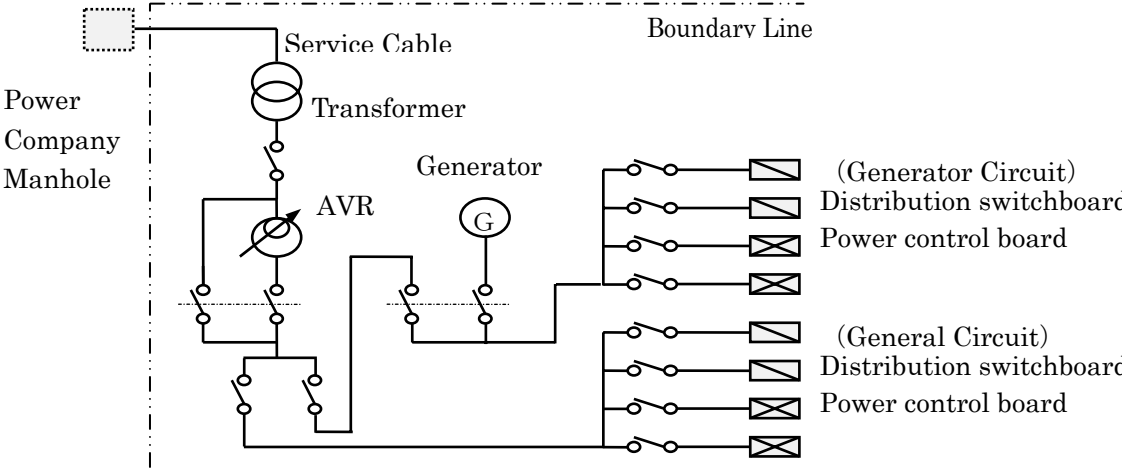 Boundary Line
Service Cable
Power
Company
Manhole
Transformer
Generator
AVR
G
(Generator Circuit)
Distribution switchboard
Power control board
(General Circuit)
Distribution switchboard
Power control board